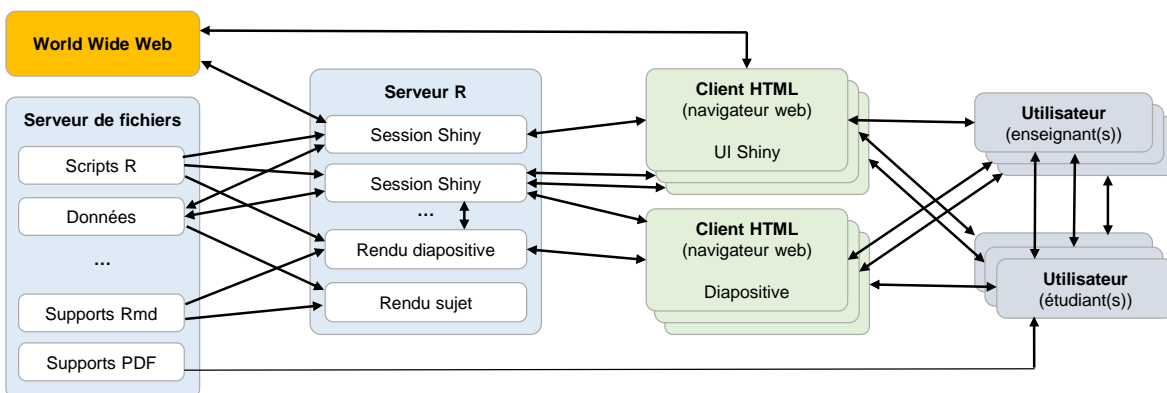 World Wide Web
Serveur de fichiers
Scripts R
Données
...
Supports Rmd
Supports PDF
Serveur R
Session Shiny
Session Shiny
...
Rendu diapositive
Rendu sujet
Client HTML
(navigateur web)
UI Shiny
Client HTML
(navigateur web)
Diapositive
Utilisateur
(enseignant(s))
Utilisateur
(étudiant(s))